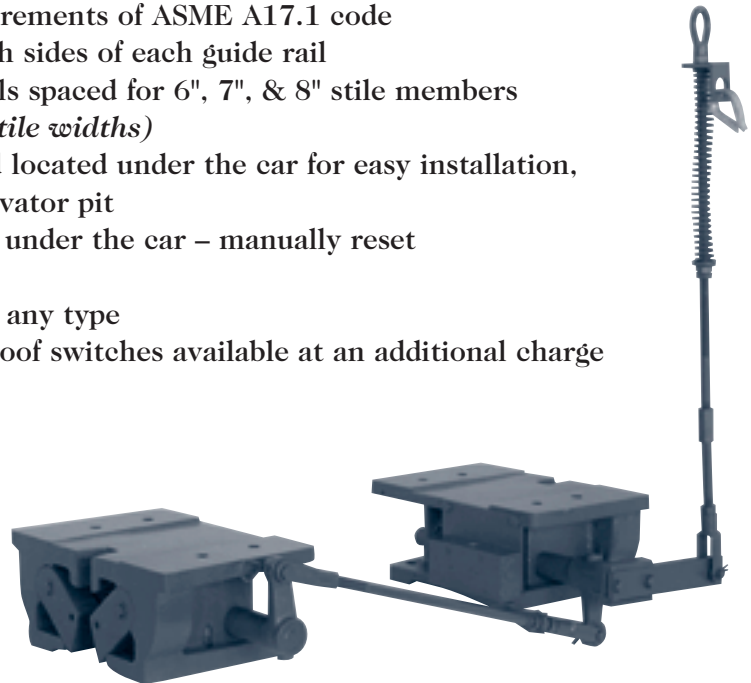 rements of ASME A17.1 code
h sides of each guide rail
ls spaced for 6", 7", & 8" stile members
tile widths)
l located under the car for easy installation,
vator pit
under the car – manually reset
any type
oof switches available at an additional charge